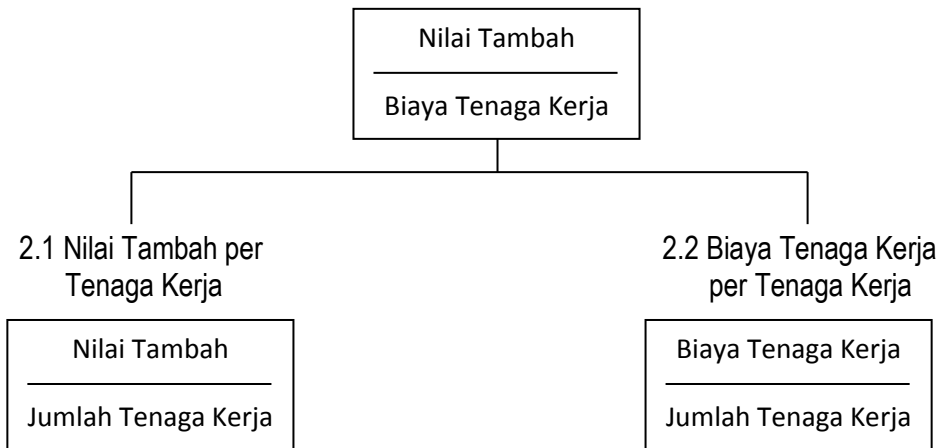 Nilai Tambah
Biaya Tenaga Kerja
2.1 Nilai Tambah per
Tenaga Kerja
2.2 Biaya Tenaga Kerja
per Tenaga Kerja
Nilai Tambah
Jumlah Tenaga Kerja
Biaya Tenaga Kerja
Jumlah Tenaga Kerja